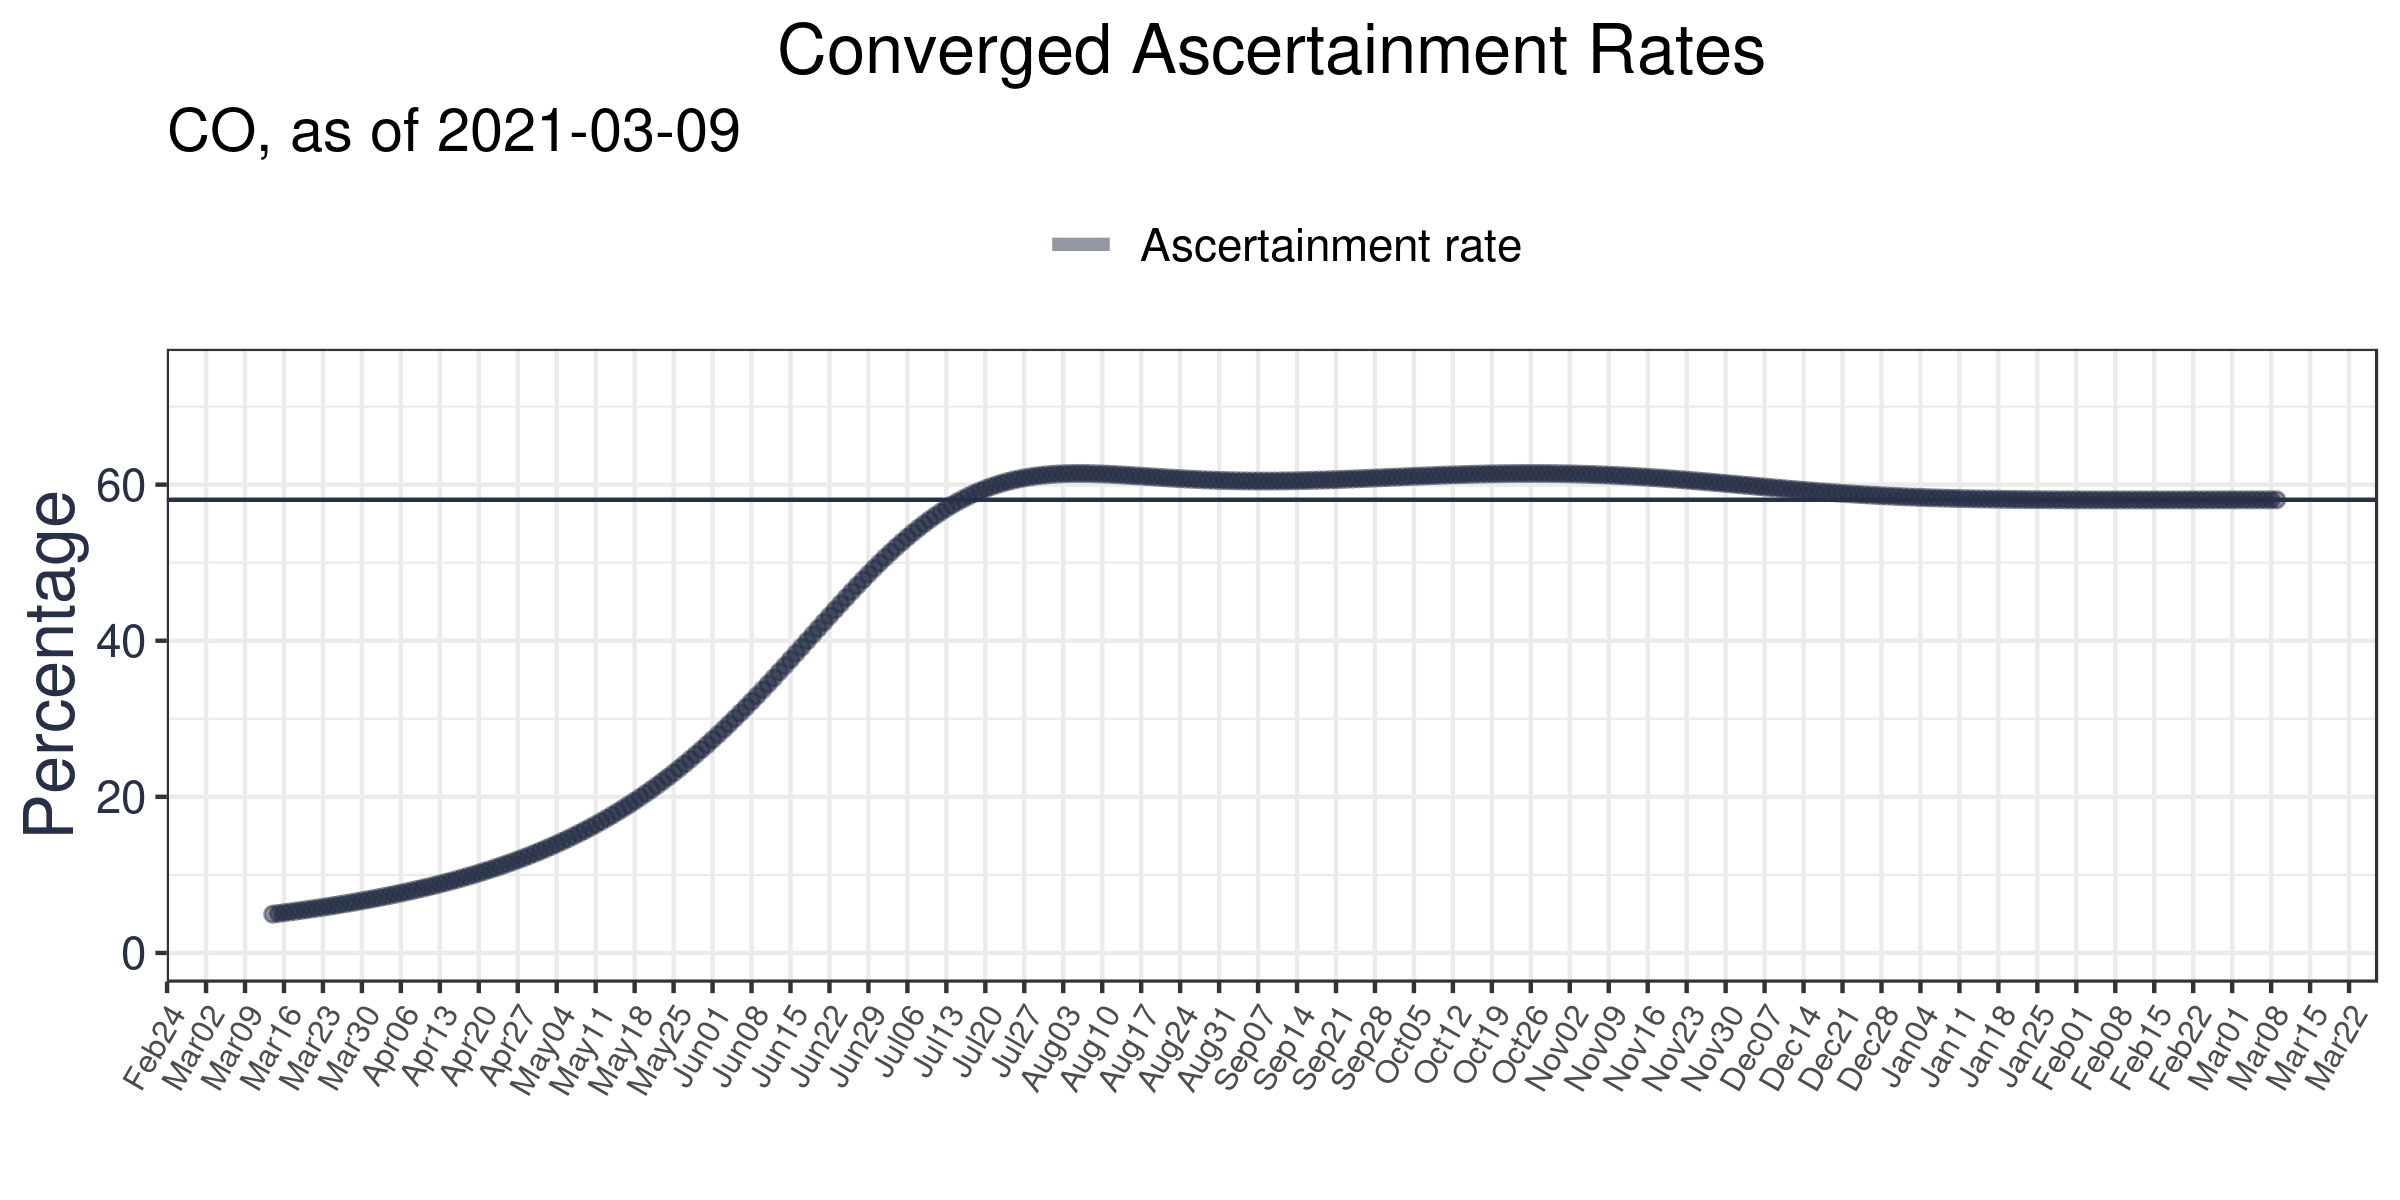 Converged Ascertainment Rates
CO, as of 2021-03-09
Ascertainment rate
Percentage
60
40
20
0
Feb24
Mar02
Mar09
Mar16
Mar23
Mar30
Apr06
Apr13
Apr20
Apr27
May04
May11
May18
May25
Jun01
Jun08
Jun15
Jun22
Jun29
Jul06
Jul13
Jul20
Jul27
Aug03
Aug10
Aug17
Aug24
Aug31
Sep07
Sep14
Sep21
Sep28
Oct05
Oct12
Oct19
Oct26
Nov02
Nov09
Nov16
Nov23
Nov30
Dec07
Dec14
Dec21
Dec28
Jan04
Jan11
Jan18
Jan25
Feb01
Feb08
Feb15
Feb22
Mar01
Mar08
Mar15
Mar22